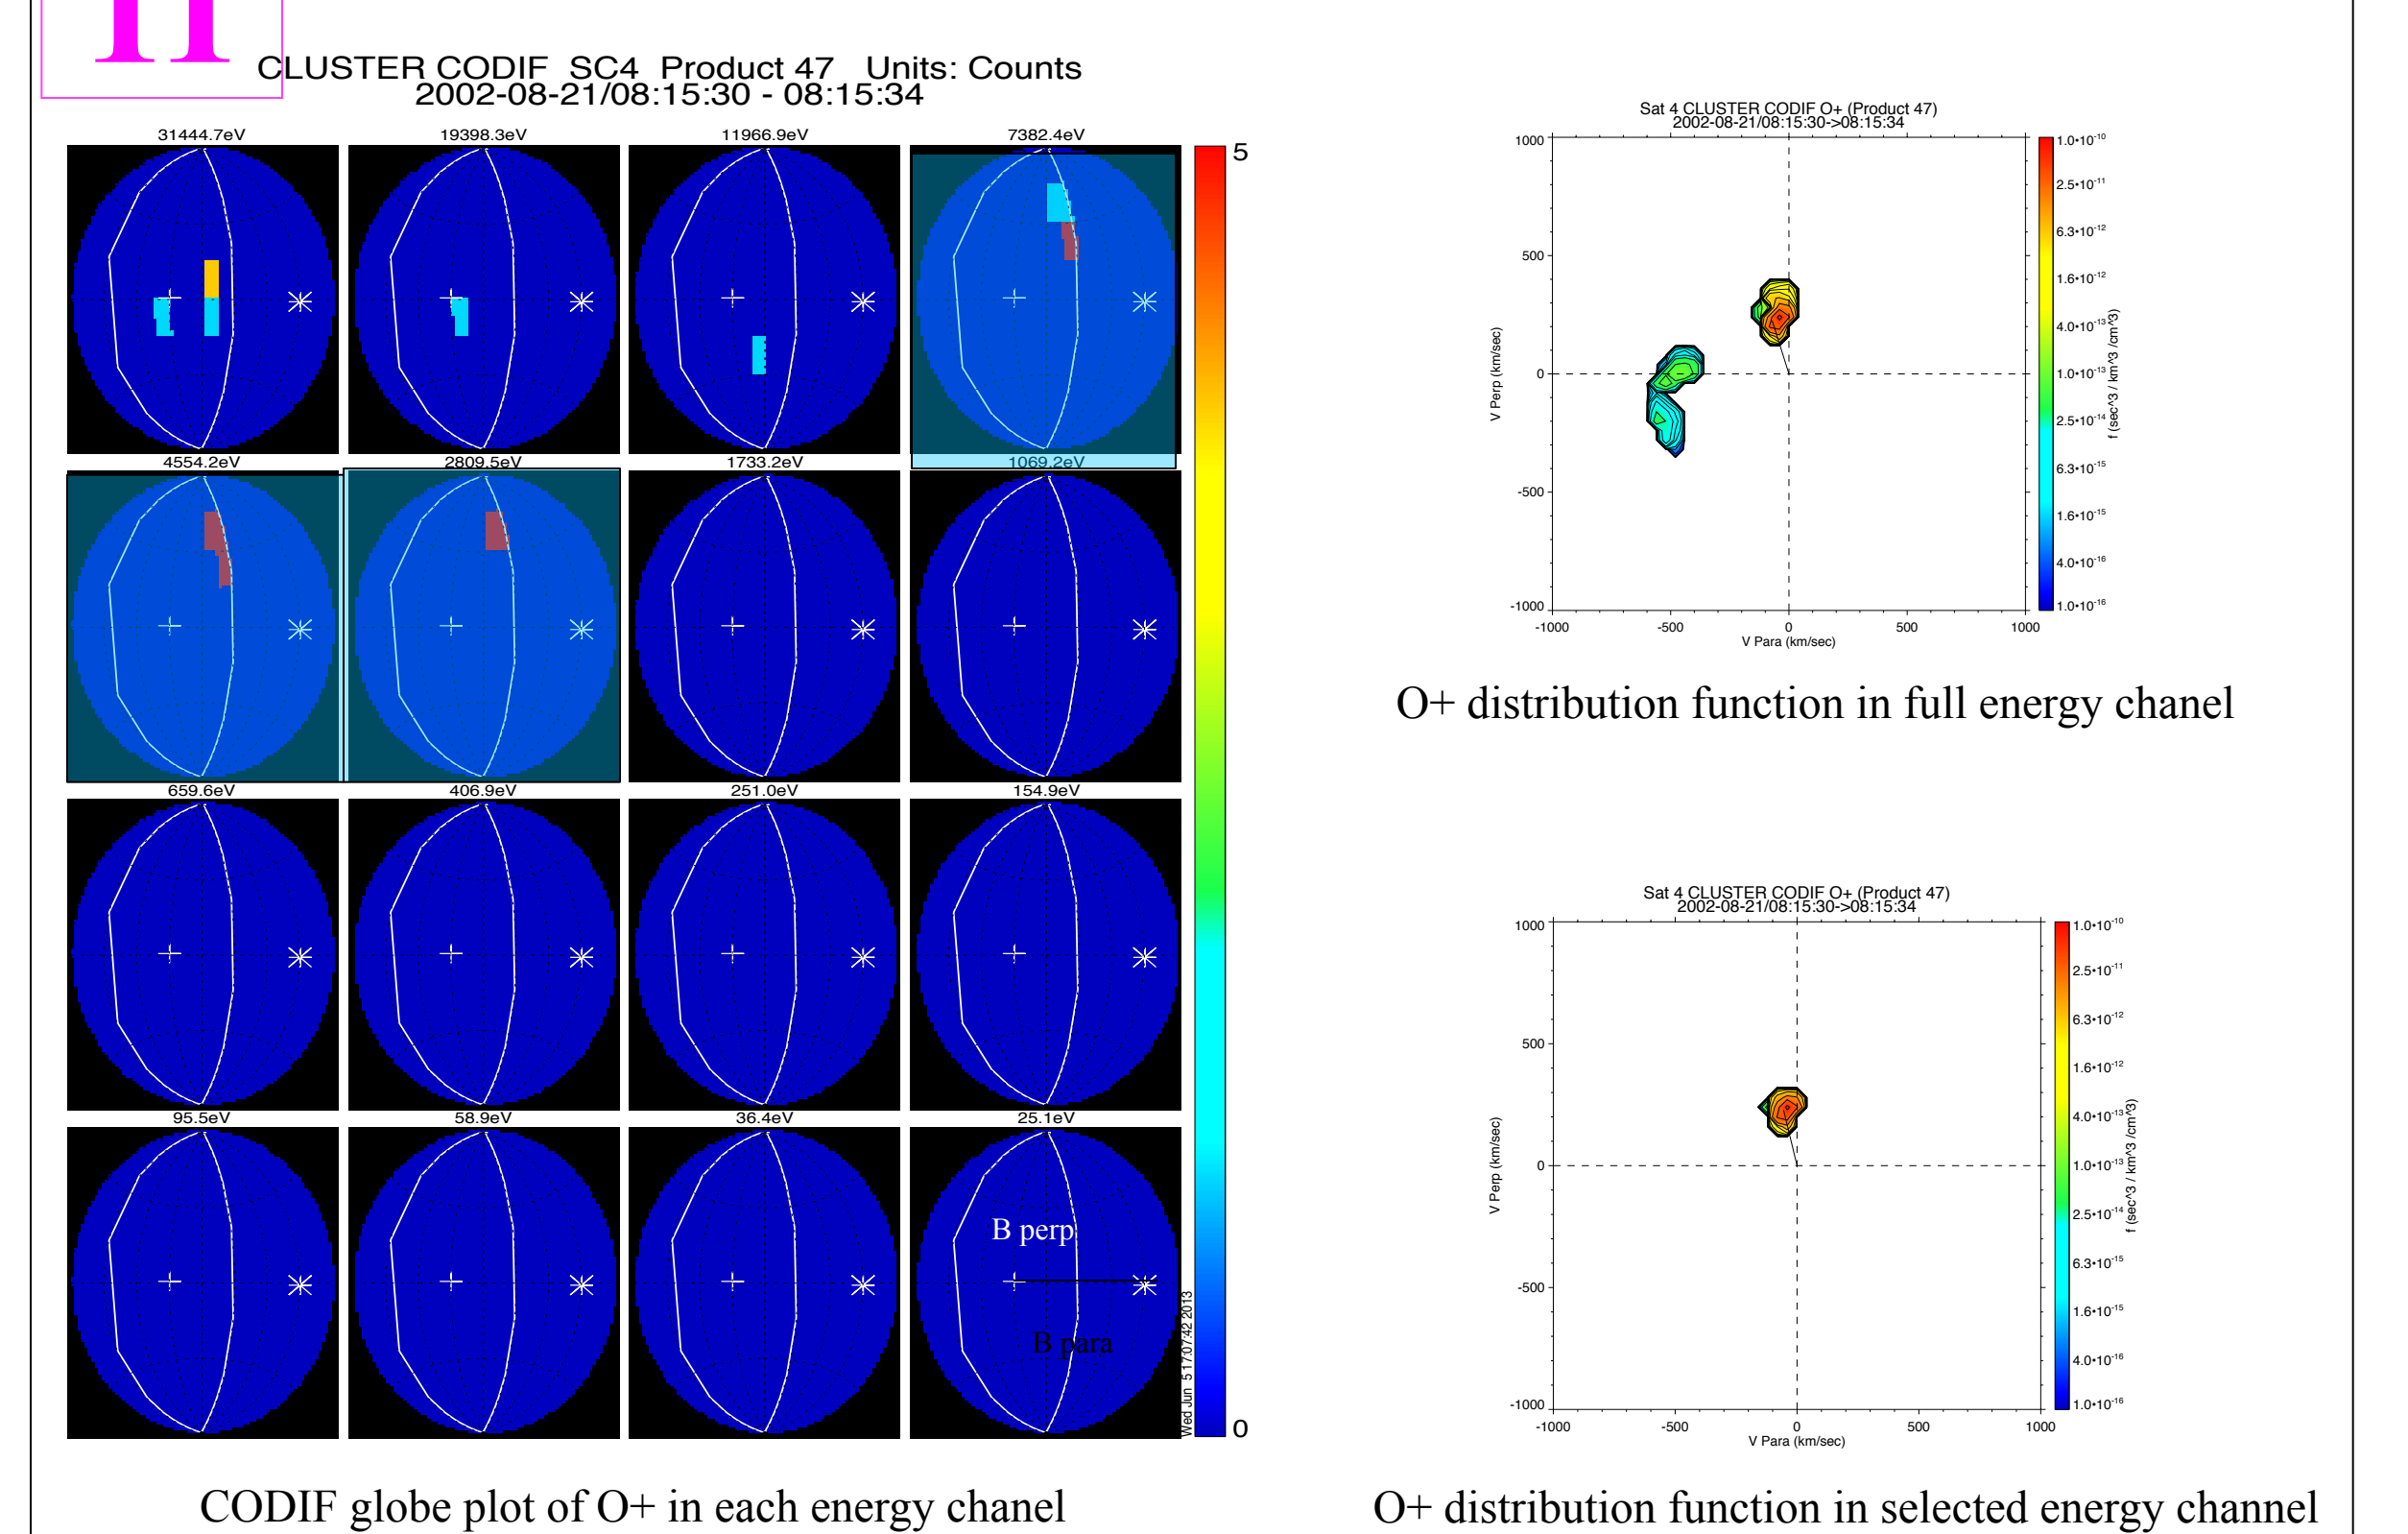 CLUSTER CODIF SC4 Product 47 Units: Counts
2002-08-21/08:15:30 - 08:15:34
31444.7eV 19398.3eV 11966.9eV 7382.4eV
4554.2eV 2809.5eV 1733.2eV 1069.2eV
659.6eV 406.9eV 251.0eV 154.9eV
95.5eV 58.9eV 36.4eV 25.1eV
B perp
B para
5
0
Wed Jun 5 17:07:42 2013
CODIF globe plot of O+ in each energy chanel
Sat 4 CLUSTER CODIF O+ (Product 47)
2002-08-21/08:15:30->08:15:34
1000
500
0
-500
-1000
V Perp (km/sec)
-1000 -500 0 500 1000
V Para (km/sec)
1.0•10⁻¹⁰
2.5•10⁻¹¹
6.3•10⁻¹²
1.6•10⁻¹²
4.0•10⁻¹³
1.0•10⁻¹³
2.5•10⁻¹⁴
6.3•10⁻¹⁵
1.6•10⁻¹⁵
4.0•10⁻¹⁶
1.0•10⁻¹⁶
f (sec^3 / km^3 /cm^3)
O+ distribution function in full energy chanel
Sat 4 CLUSTER CODIF O+ (Product 47)
2002-08-21/08:15:30->08:15:34
1000
500
0
-500
-1000
V Perp (km/sec)
-1000 -500 0 500 1000
V Para (km/sec)
1.0•10⁻¹⁰
2.5•10⁻¹¹
6.3•10⁻¹²
1.6•10⁻¹²
4.0•10⁻¹³
1.0•10⁻¹³
2.5•10⁻¹⁴
6.3•10⁻¹⁵
1.6•10⁻¹⁵
4.0•10⁻¹⁶
1.0•10⁻¹⁶
f (sec^3 / km^3 /cm^3)
O+ distribution function in selected energy channel